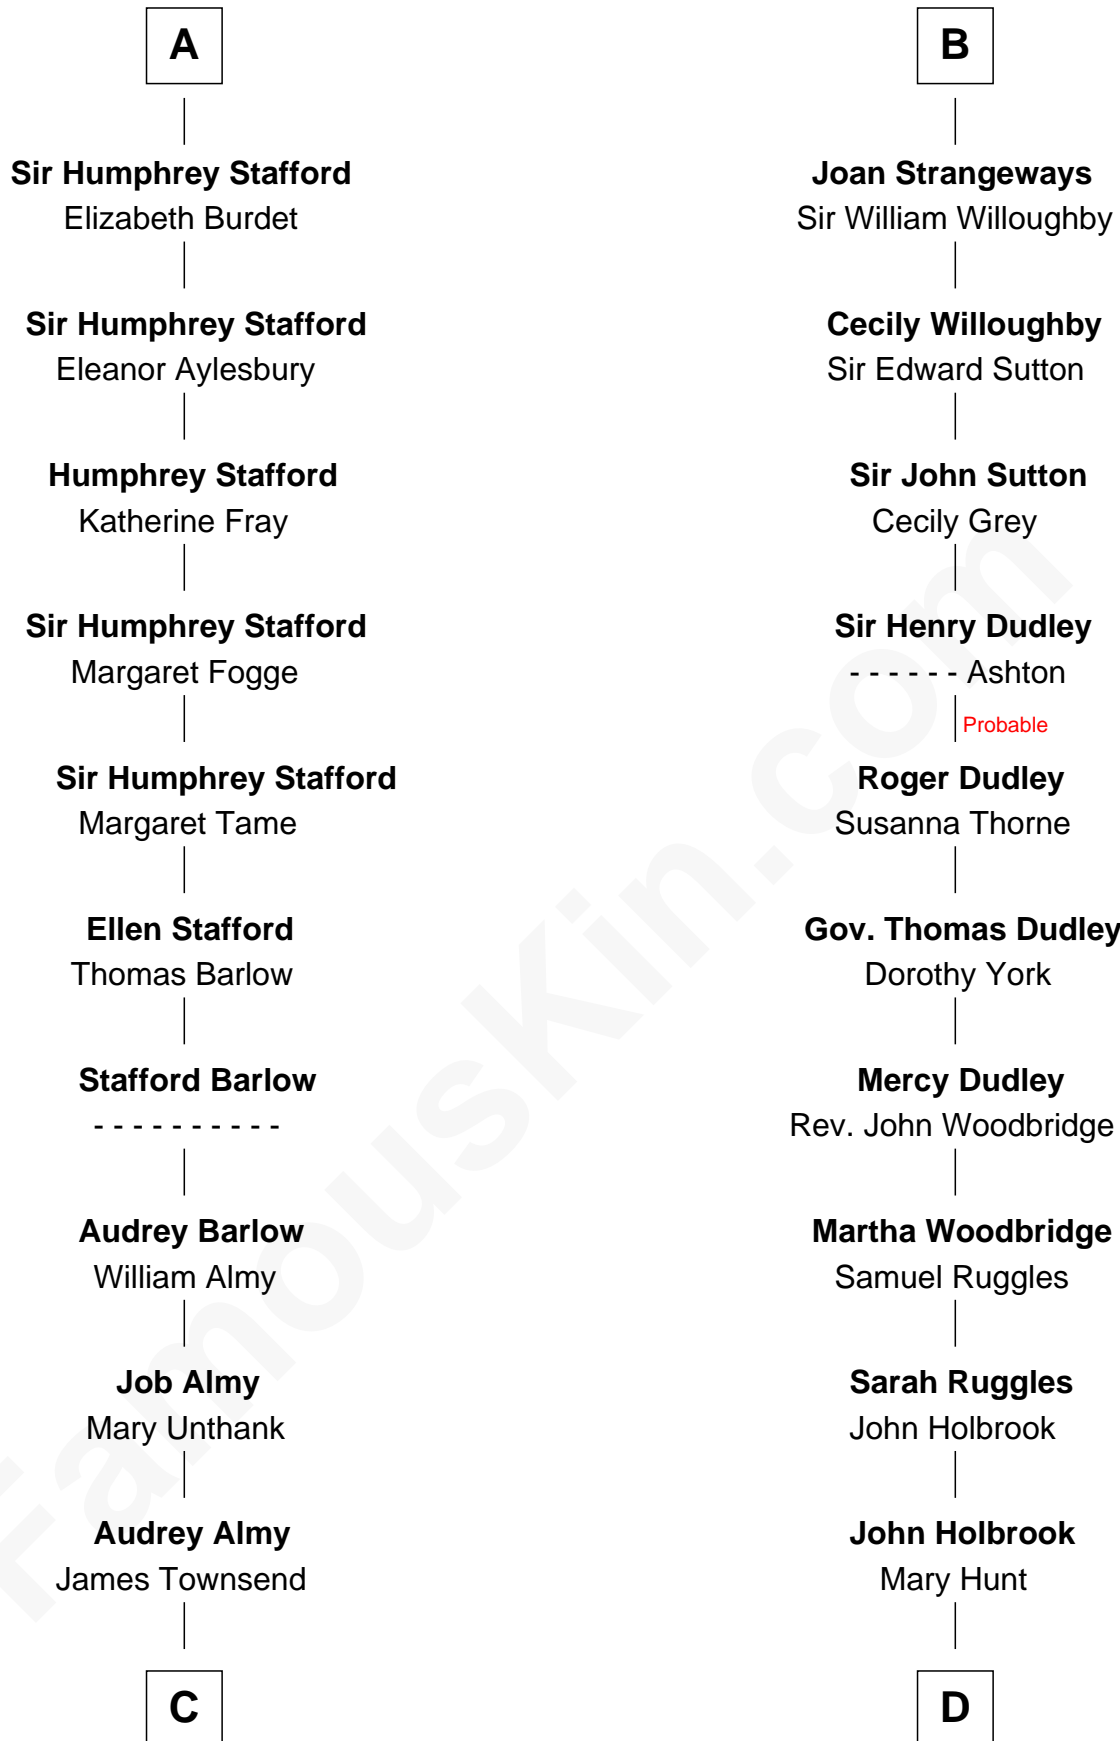 A
Sir Humphrey Stafford
Elizabeth Burdet
Sir Humphrey Stafford
Eleanor Aylesbury
Humphrey Stafford
Katherine Fray
Sir Humphrey Stafford
Margaret Fogge
Sir Humphrey Stafford
Margaret Tame
Ellen Stafford
Thomas Barlow
Stafford Barlow
- - - - - - - - - -
Audrey Barlow
William Almy
Job Almy
Mary Unthank
Audrey Almy
James Townsend
C
B
Joan Strangeways
Sir William Willoughby
Cecily Willoughby
Sir Edward Sutton
Sir John Sutton
Cecily Grey
Sir Henry Dudley
- - - - - - Ashton
Probable
Roger Dudley
Susanna Thorne
Gov. Thomas Dudley
Dorothy York
Mercy Dudley
Rev. John Woodbridge
Martha Woodbridge
Samuel Ruggles
Sarah Ruggles
John Holbrook
John Holbrook
Mary Hunt
D
FamousKin.com